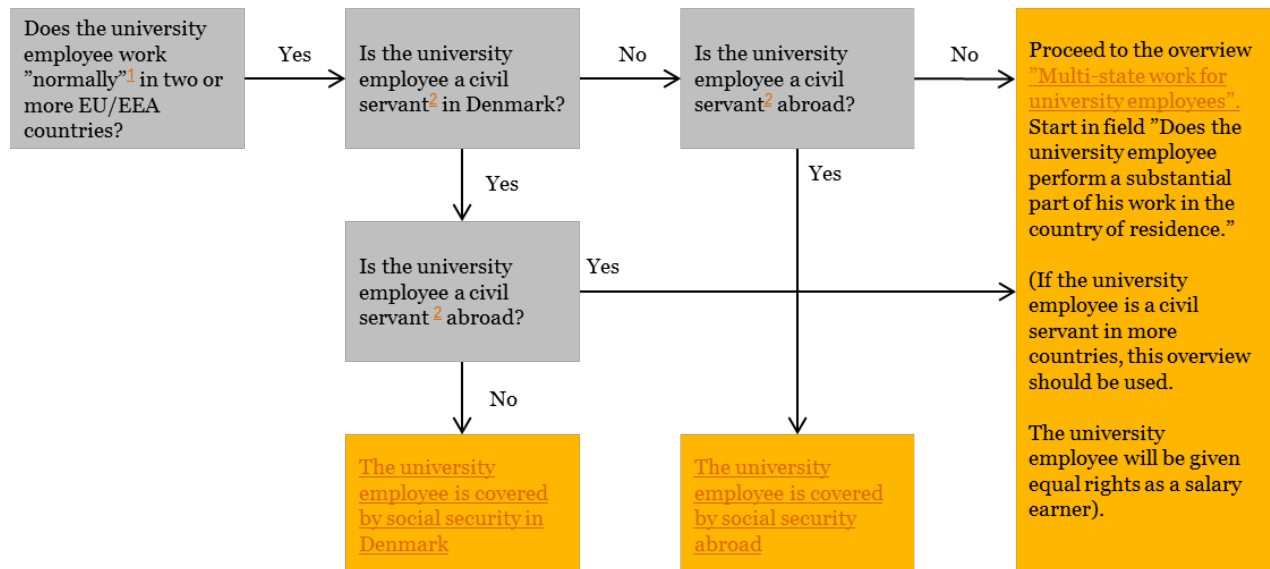 Does the university
employee work
”normally”1 in two or
more EU/EEA
countries?
Yes
Is the university
employee a civil
servant2 in Denmark?
No
Is the university
employee a civil
servant2 abroad?
No
Proceed to the overview
”Multi-state work for
university employees”.
Start in field ”Does the
university employee
perform a substantial
part of his work in the
country of residence.”
(If the university
employee is a civil
servant in more
countries, this overview
should be used.
The university
employee will be given
equal rights as a salary
earner).
Yes
Yes
Is the university
employee a civil
servant 2 abroad?
Yes
No
The university
employee is covered
by social security in
Denmark
The university
employee is covered
by social security
abroad